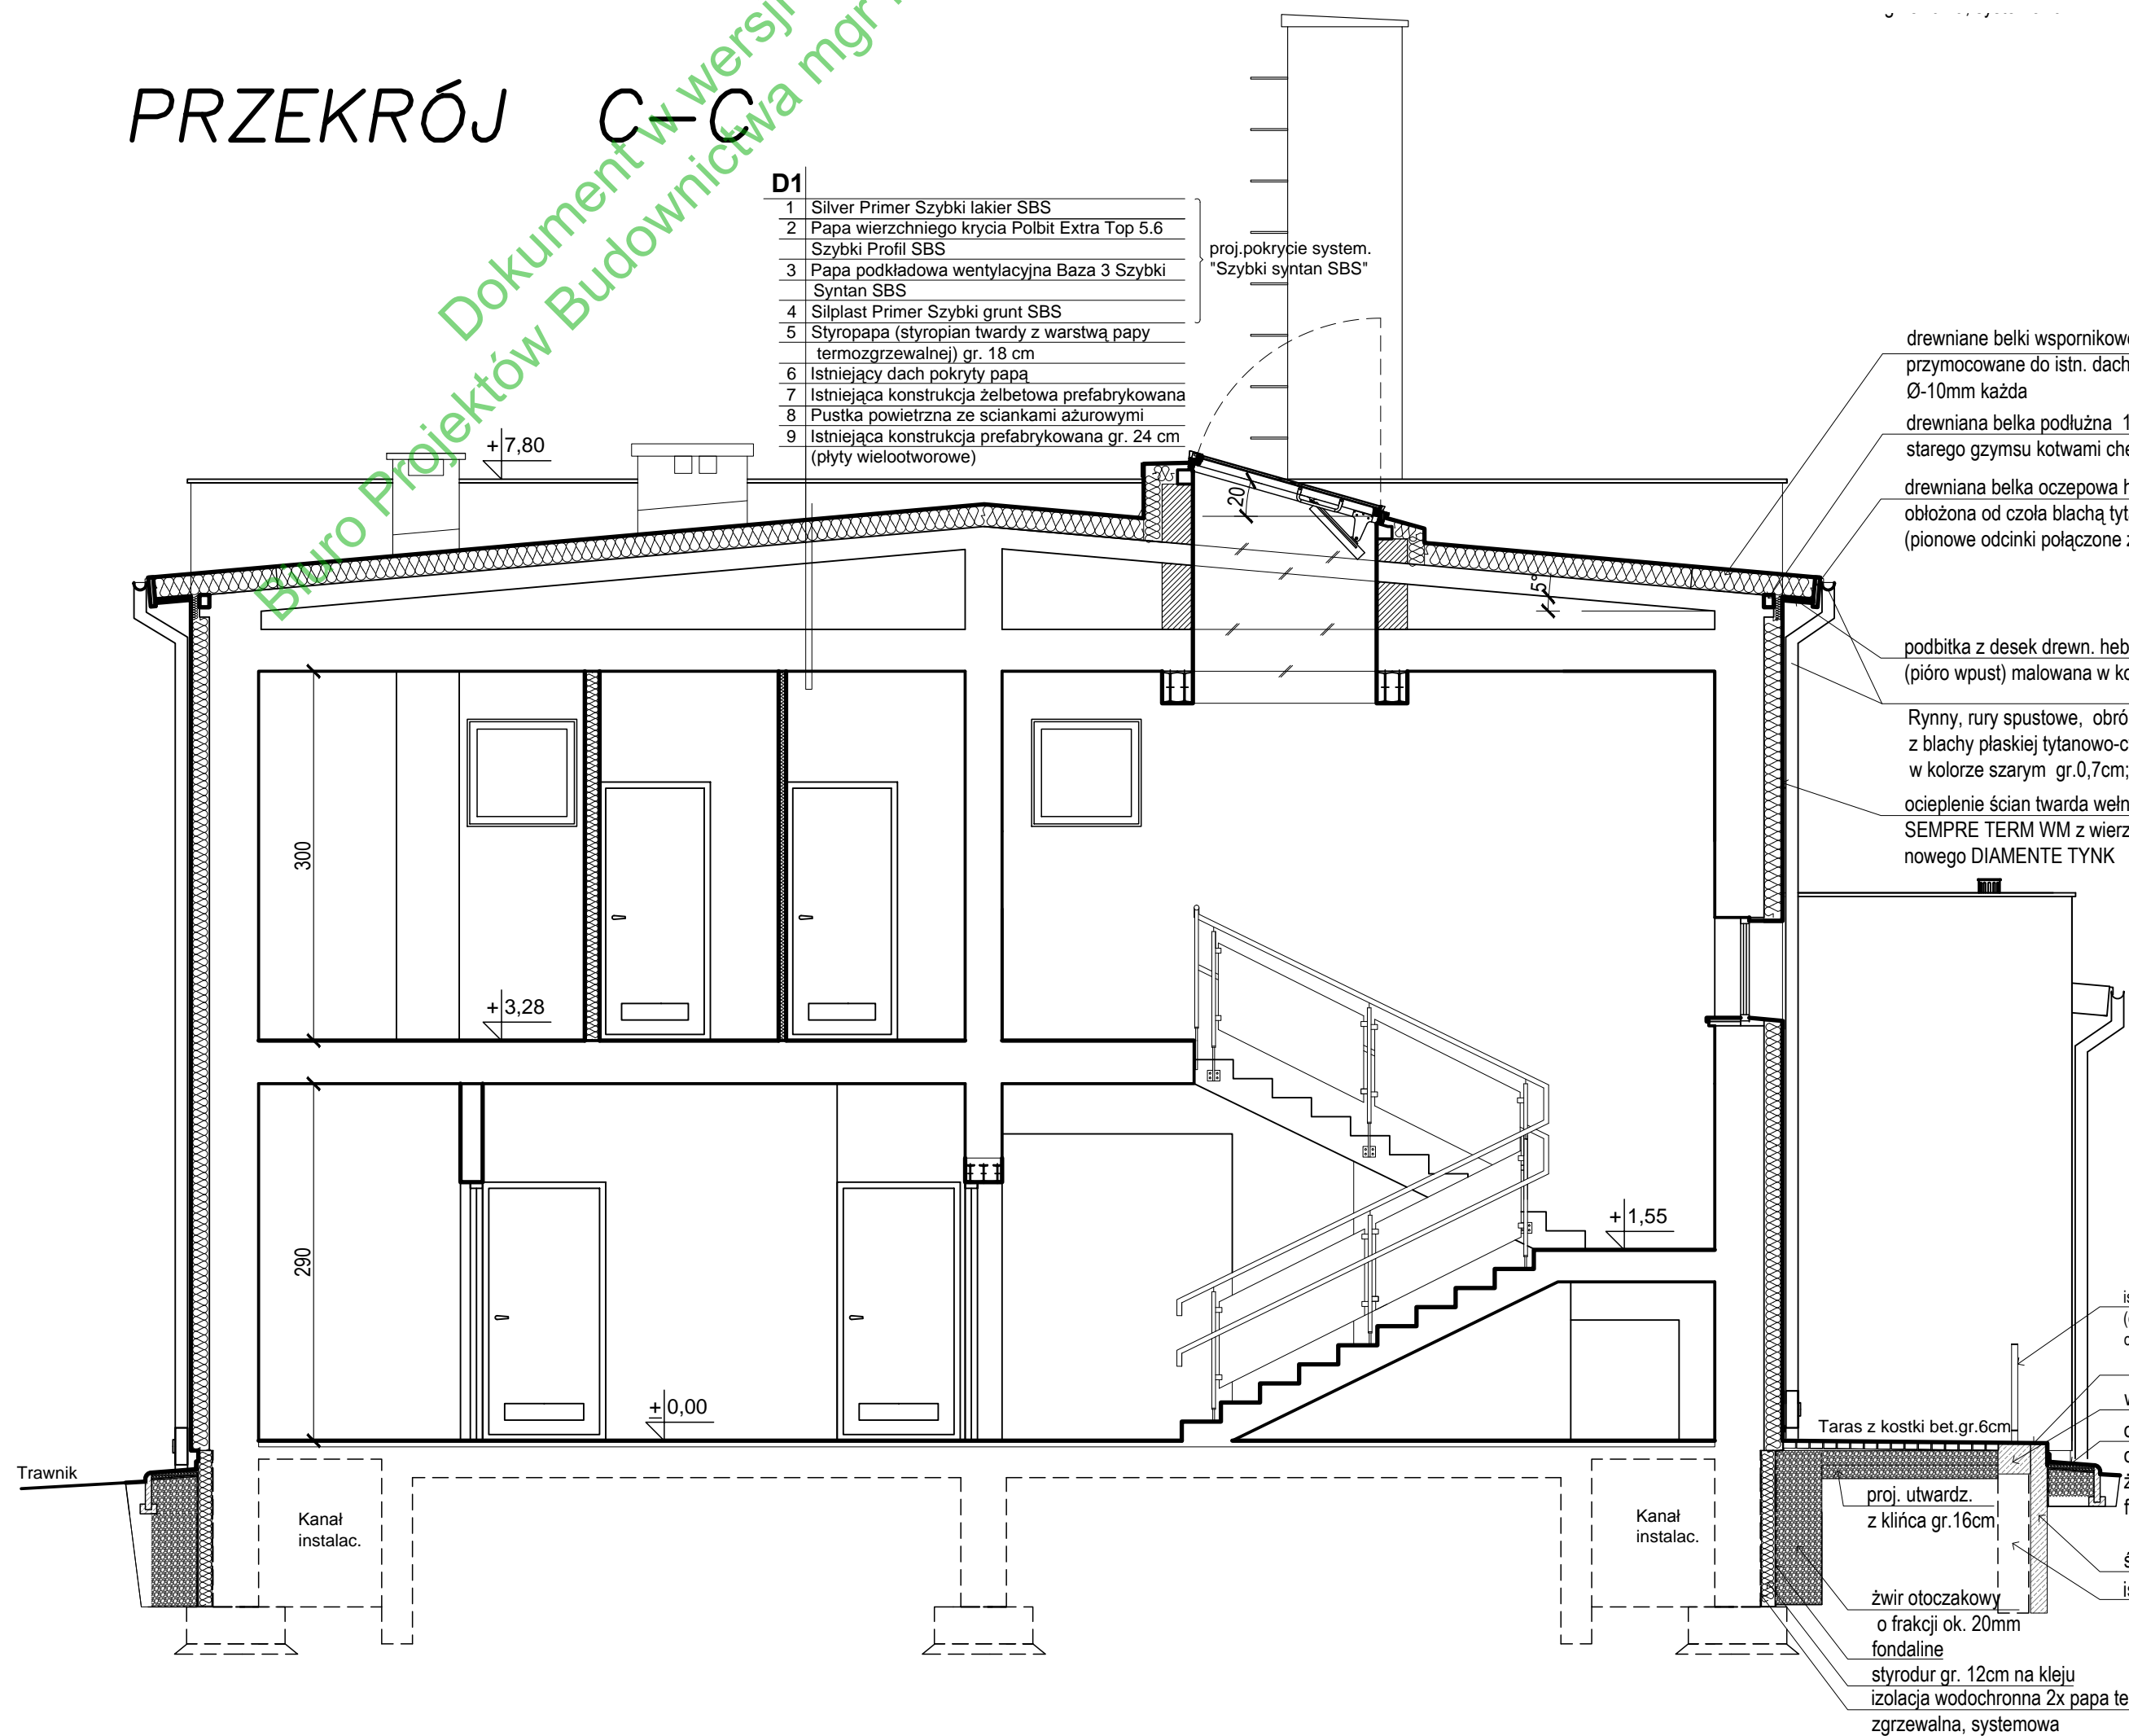 PRZEKRÓJ C-C
Dokument w wersji
Biuro Projektów Budownictwa mgr
D1
1 Silver Primer Szybki lakier SBS
2 Papa wierzchniego krycia Polbit Extra Top 5.6
Szybki Profil SBS
3 Papa podkładowa wentylacyjna Baza 3 Szybki
Syntan SBS
4 Silplast Primer Szybki grunt SBS
5 Styropapa (styropian twardy z warstwą papy
termozgrzewalnej) gr. 18 cm
6 Istniejący dach pokryty papą
7 Istniejąca konstrukcja żelbetowa prefabrykowana
8 Pustka powietrzna ze sciankami ażurowymi
9 Istniejąca konstrukcja prefabrykowana gr. 24 cm
(płyty wielootworowe)
proj.pokrycie system.
"Szybki syntan SBS"
drewniane belki wspornikow
przymocowane do istn. dach
Ø-10mm każda
drewniana belka podłużna 1
starego gzymsu kotwami che
drewniana belka oczepowa h
obłożona od czoła blachą tyt
(pionowe odcinki połączone z
+7,80
20
5°
podbitka z desek drewn. heb
(pióro wpust) malowana w ko
Rynny, rury spustowe, obró
z blachy płaskiej tytanowo-c
w kolorze szarym gr.0,7cm;
ocieplenie ścian twarda wełn
SEMPRE TERM WM z wierz
nowego DIAMENTE TYNK
300
+3,28
290
+1,55
±0,00
Taras z kostki bet.gr.6cm
Trawnik
Kanał
instalac.
Kanał
instalac.
proj. utwardz.
z klińca gr.16cm
żwir otoczakowy
o frakcji ok. 20mm
fondaline
styrodur gr. 12cm na kleju
izolacja wodochronna 2x papa te
zgrzewalna, systemowa